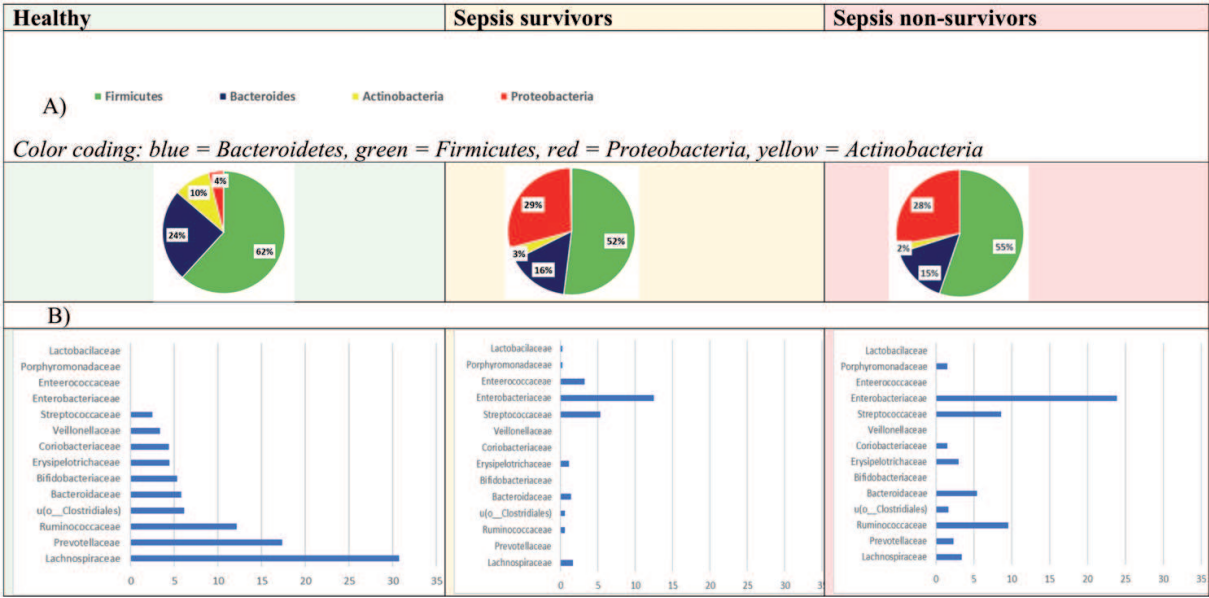 Healthy
Sepsis survivors
Sepsis non-survivors
Firmicutes Bacteroides Actinobacteria Proteobacteria
A)
Color coding: blue = Bacteroidetes, green = Firmicutes, red = Proteobacteria, yellow = Actinobacteria
4%
10%
24%
62%
29%
52%
3%
16%
28%
55%
2%
15%
B)
Lactobacilaceae
Porphyromonadaceae
Enteerococcaceae
Enterobacteriaceae
Streptococcaceae
Veillonellaceae
Coriobacteriaceae
Erysipelotrichaceae
Bifidobacteriaceae
Bacteroidaceae
u(o__Clostridiales)
Ruminococcaceae
Prevotellaceae
Lachnospiraceae
0 5 10 15 20 25 30 35
Lactobacilaceae
Porphyromonadaceae
Enteerococcaceae
Enterobacteriaceae
Streptococcaceae
Veillonellaceae
Coriobacteriaceae
Erysipelotrichaceae
Bifidobacteriaceae
Bacteroidaceae
u(o__Clostridiales)
Ruminococcaceae
Prevotellaceae
Lachnospiraceae
0 5 10 15 20 25 30 35
Lactobacilaceae
Porphyromonadaceae
Enteerococcaceae
Enterobacteriaceae
Streptococcaceae
Veillonellaceae
Coriobacteriaceae
Erysipelotrichaceae
Bifidobacteriaceae
Bacteroidaceae
u(o__Clostridiales)
Ruminococcaceae
Prevotellaceae
Lachnospiraceae
0 5 10 15 20 25 30 35